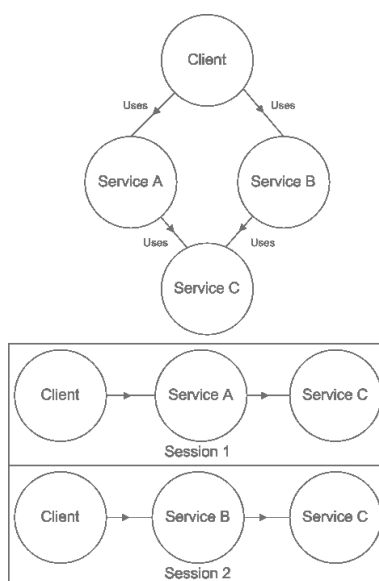 Client
Uses Uses
Service A Service B
Uses Uses
Service C
Client Service A Service C
Session 1
Client Service B Service C
Session 2